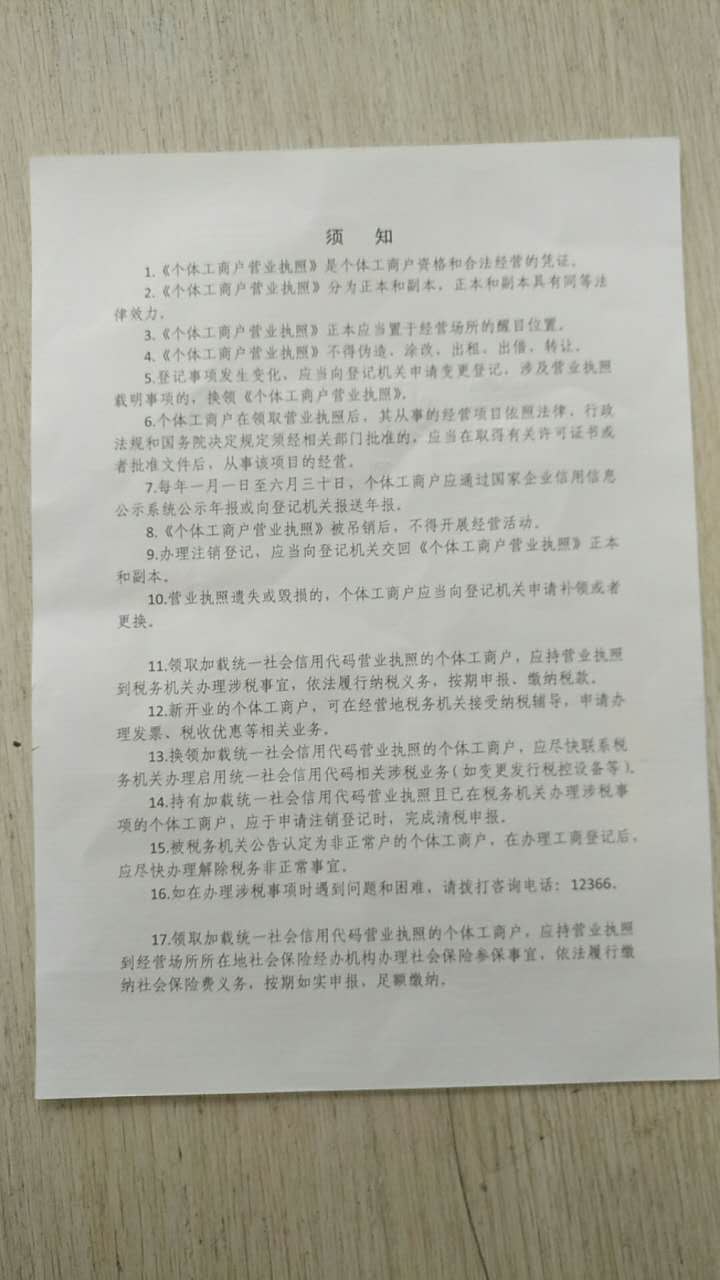 须 知
1.《个体工商户营业执照》是个体工商户资格和合法经营的凭证。
2.《个体工商户营业执照》分为正本和副本，正本和副本具有同等法
律效力。
3.《个体工商户营业执照》正本应当置于经营场所的醒目位置。
4.《个体工商户营业执照》不得伪造、涂改、出租、出借、转让。
5.登记事项发生变化，应当向登记机关申请变更登记，涉及营业执照
载明事项的，换领《个体工商户营业执照》。
6.个体工商户在领取营业执照后，其从事的经营项目依照法律、行政
法规和国务院决定规定须经相关部门批准的，应当在取得有关许可证书或
者批准文件后，从事该项目的经营。
7.每年一月一日至六月三十日，个体工商户应通过国家企业信用信息
公示系统公示年报或向登记机关报送年报。
8.《个体工商户营业执照》被吊销后，不得开展经营活动。
9.办理注销登记，应当向登记机关交回《个体工商户营业执照》正本
和副本。
10.营业执照遗失或毁损的，个体工商户应当向登记机关申请补领或者
更换。
11.领取加载统一社会信用代码营业执照的个体工商户，应持营业执照
到税务机关办理涉税事宜，依法履行纳税义务，按期申报、缴纳税款。
12.新开业的个体工商户，可在经营地税务机关接受纳税辅导，申请办
理发票、税收优惠等相关业务。
13.换领加载统一社会信用代码营业执照的个体工商户，应尽快联系税
务机关办理启用统一社会信用代码相关涉税业务(如变更发行税控设备等)。
14.持有加载统一社会信用代码营业执照且已在税务机关办理涉税事
项的个体工商户，应于申请注销登记时，完成清税申报。
15.被税务机关公告认定为非正常户的个体工商户，在办理工商登记后，
应尽快办理解除税务非正常事宜。
16.如在办理涉税事项时遇到问题和困难，请拨打咨询电话：12366。
17.领取加载统一社会信用代码营业执照的个体工商户，应持营业执照
到经营场所所在地社会保险经办机构办理社会保险参保事宜，依法履行缴
纳社会保险费义务，按期如实申报，足额缴纳。